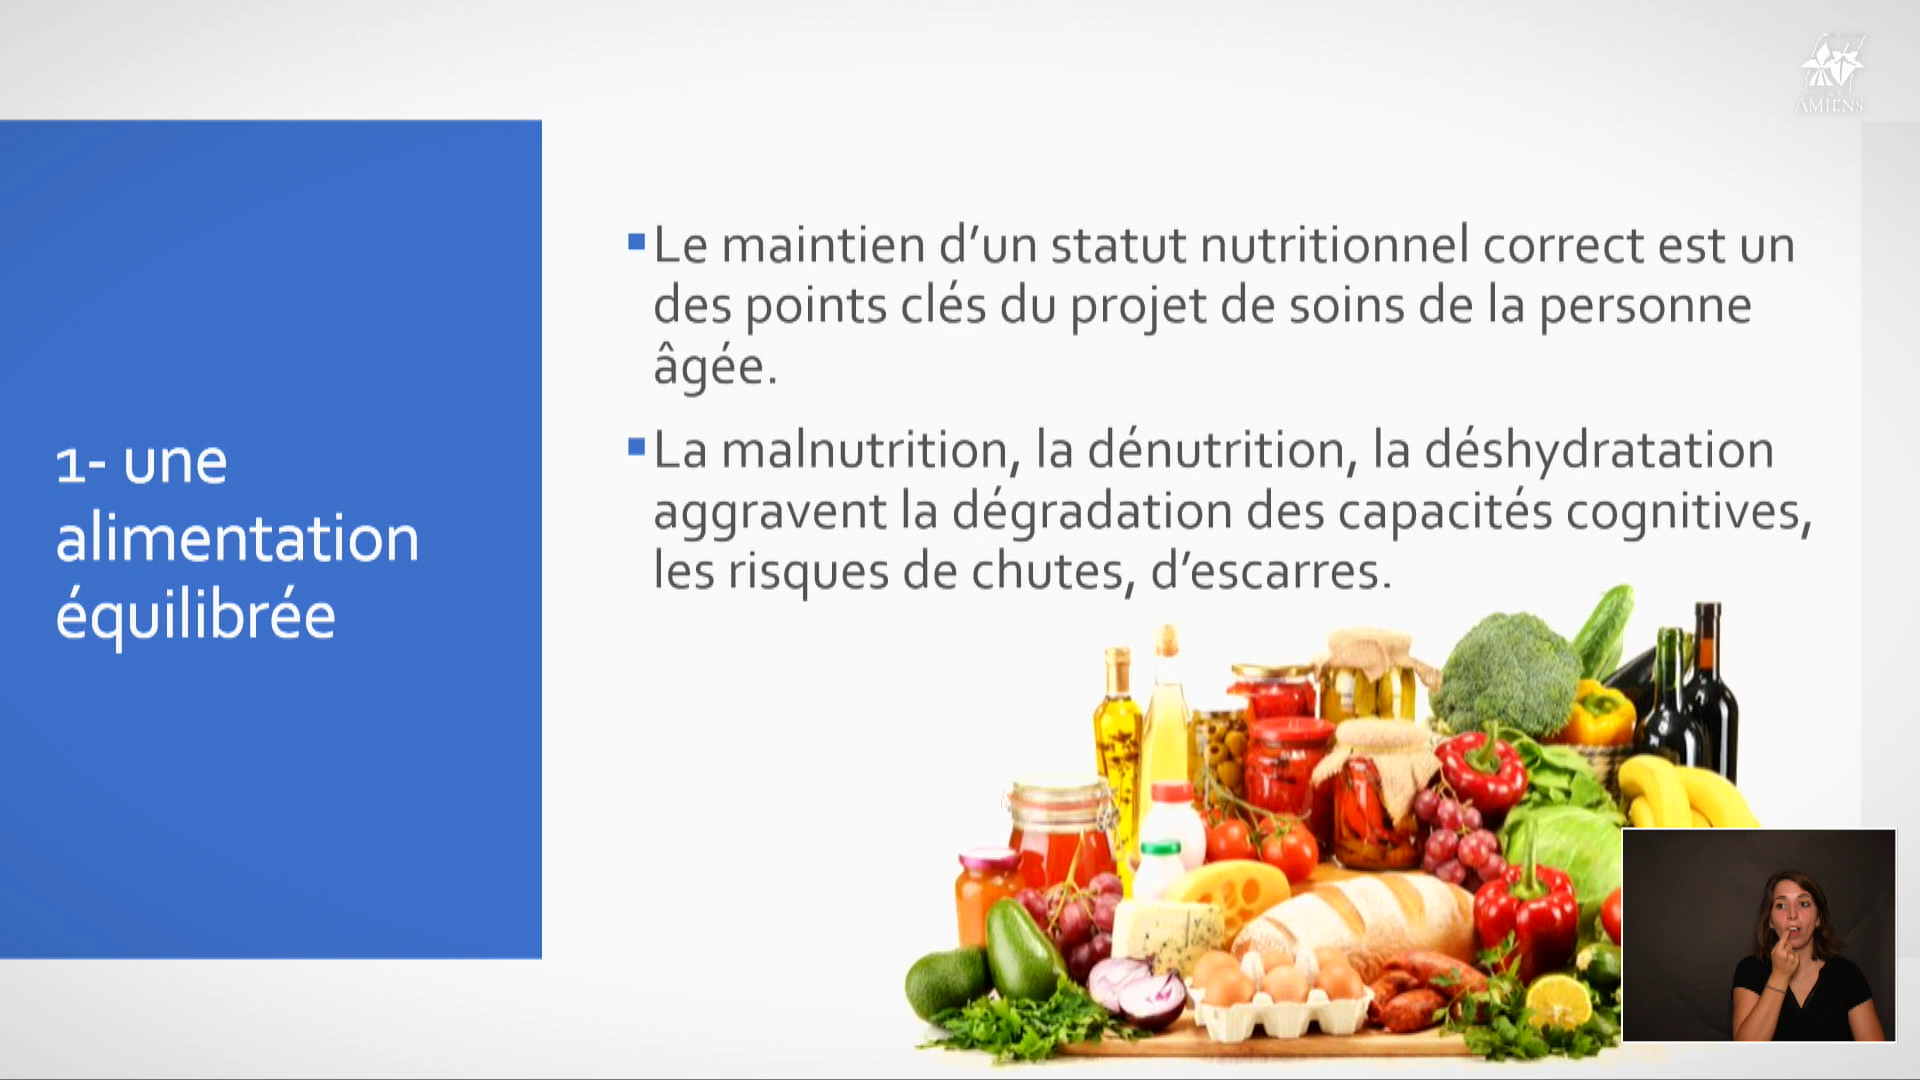 AMIENS
1- une
alimentation
équilibrée
Le maintien d’un statut nutritionnel correct est un
des points clés du projet de soins de la personne
âgée.
La malnutrition, la dénutrition, la déshydratation
aggravent la dégradation des capacités cognitives,
les risques de chutes, d’escarres.